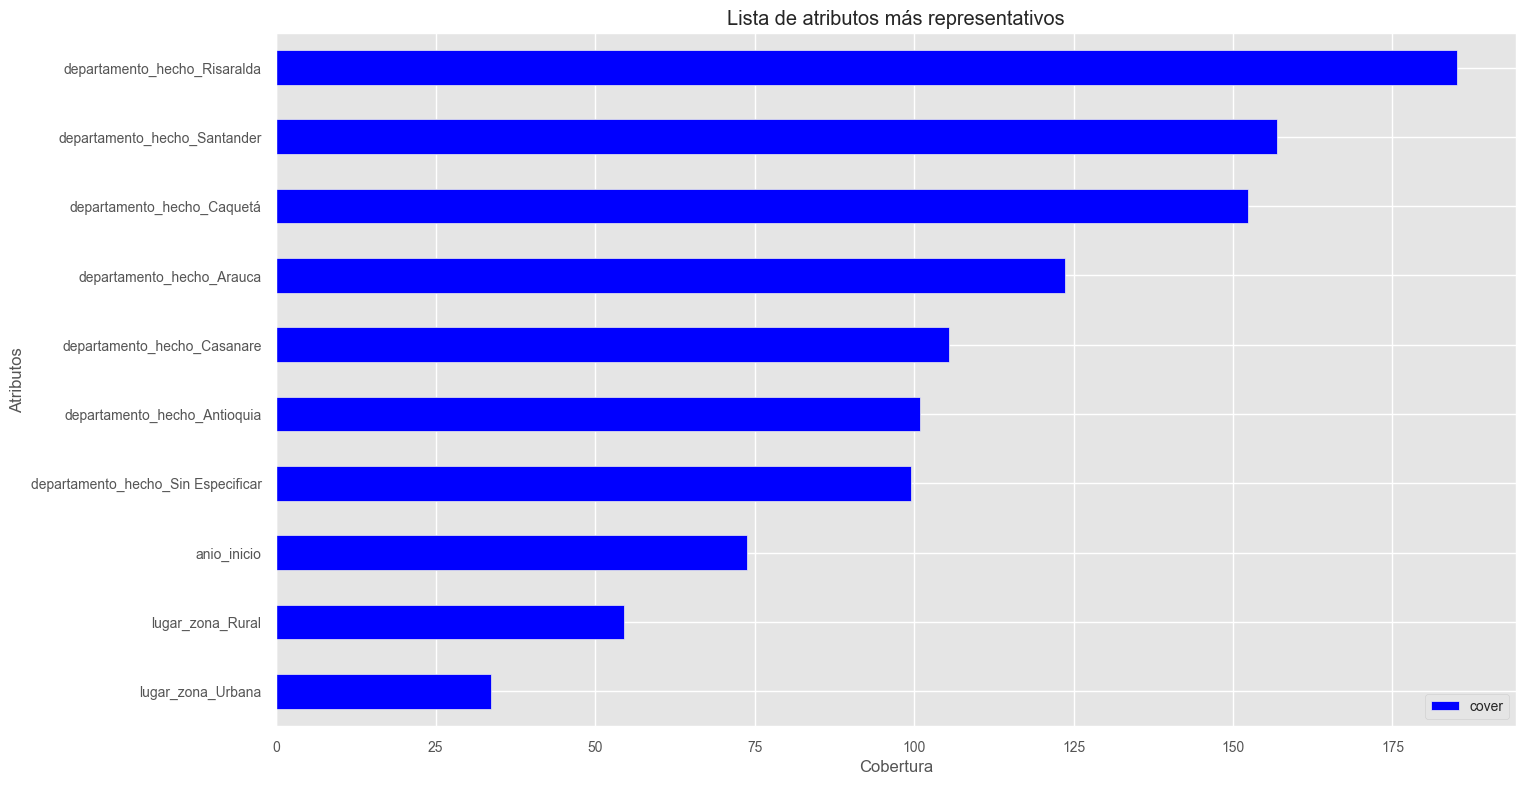 Lista de atributos más representativos
departamento_hecho_Risaralda
departamento_hecho_Santander
departamento_hecho_Caquetá
departamento_hecho_Arauca
departamento_hecho_Casanare
departamento_hecho_Antioquia
departamento_hecho_Sin Especificar
anio_inicio
lugar_zona_Rural
lugar_zona_Urbana
Atributos
cover
0 25 50 75 100 125 150 175
Cobertura